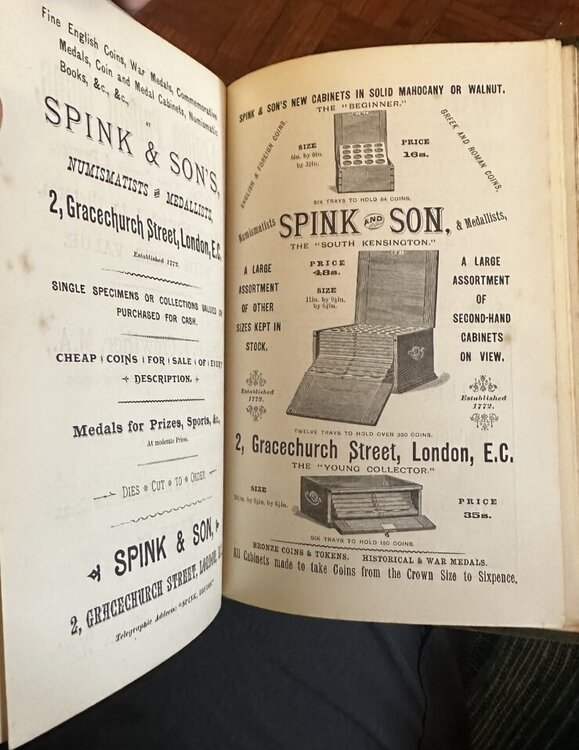 Fine English Coins, War Medals, Commemorative
Medals, Coin and Medal Cabinets, Numismatic
Books, &c., &c.,
AT
SPINK & SON'S,
NUMISMATISTS AND MEDALLISTS,
2, Gracechurch Street, London, E.C.
Established 1772.
SINGLE SPECIMENS OR COLLECTIONS VALUED OR
PURCHASED FOR CASH.
CHEAP COINS FOR SALE OF EVERY
DESCRIPTION.
Medals for Prizes, Sports, &c.,
At moderate Prices.
DIES CUT TO ORDER.
SPINK & SON,
2, GRACECHURCH STREET, LONDON,
Telegraphic Address:
SPINK & SON'S NEW CABINETS IN SOLID MAHOGANY OR WALNUT.
THE "BEGINNER."
ENGLISH & FOREIGN COINS.
SIZE
6in. by 6in.
PRICE
16s.
GREEK AND ROMAN COINS.
SIX TRAYS TO HOLD 64 COINS.
Numismatists SPINK AND SON, & Medallists,
THE "SOUTH KENSINGTON."
A LARGE
ASSORTMENT
OF OTHER
SIZES KEPT IN
STOCK.
PRICE
48s.
SIZE
11in. by 9½in.
A LARGE
ASSORTMENT
OF
SECOND-HAND
CABINETS
ON VIEW.
Established
1772.
Established
1772.
TWELVE TRAYS TO HOLD OVER 350 COINS.
2, Gracechurch Street, London, E.C.
THE "YOUNG COLLECTOR."
SIZE
PRICE
35s.
SIX TRAYS TO HOLD 150 COINS.
BRONZE COINS & TOKENS. HISTORICAL & WAR MEDALS.
All Cabinets made to take Coins from the Crown Size to Sixpence.